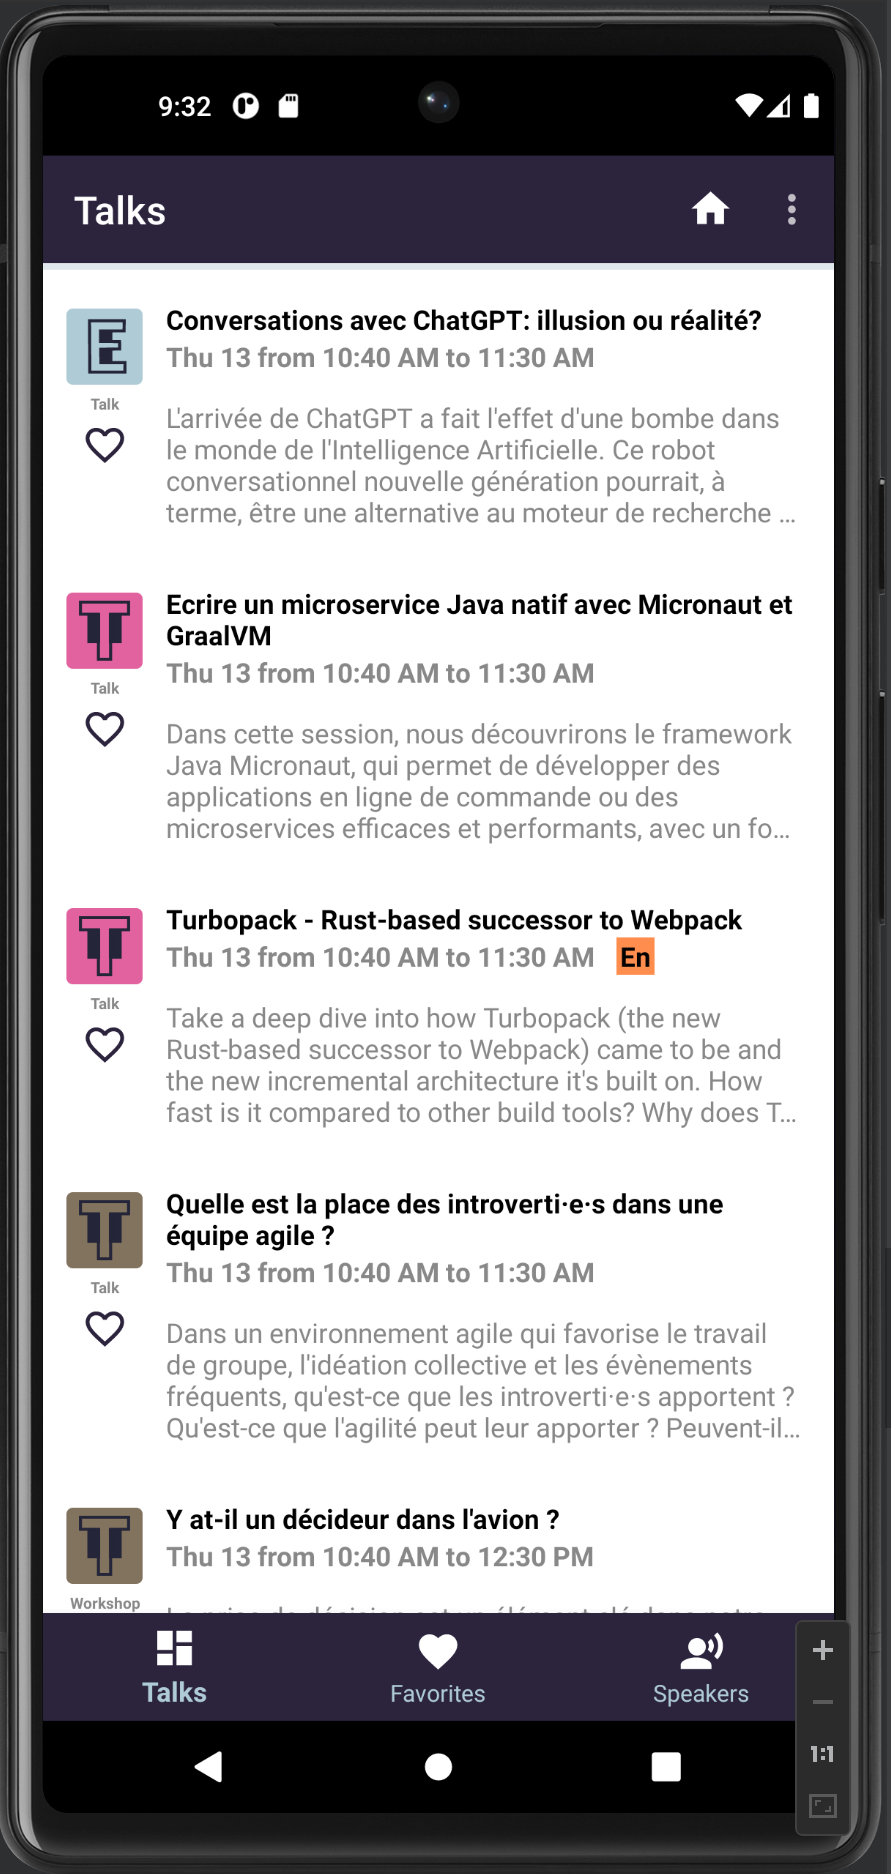 9:32
Talks
Conversations avec ChatGPT: illusion ou réalité?
Thu 13 from 10:40 AM to 11:30 AM
Talk
L'arrivée de ChatGPT a fait l'effet d'une bombe dans
le monde de l'Intelligence Artificielle. Ce robot
conversationnel nouvelle génération pourrait, à
terme, être une alternative au moteur de recherche ...
Ecrire un microservice Java natif avec Micronaut et
GraalVM
Thu 13 from 10:40 AM to 11:30 AM
Talk
Dans cette session, nous découvrirons le framework
Java Micronaut, qui permet de développer des
applications en ligne de commande ou des
microservices efficaces et performants, avec un fo...
Turbopack - Rust-based successor to Webpack
Thu 13 from 10:40 AM to 11:30 AM En
Talk
Take a deep dive into how Turbopack (the new
Rust-based successor to Webpack) came to be and
the new incremental architecture it's built on. How
fast is it compared to other build tools? Why does T...
Quelle est la place des introverti·e·s dans une
équipe agile ?
Thu 13 from 10:40 AM to 11:30 AM
Talk
Dans un environnement agile qui favorise le travail
de groupe, l'idéation collective et les évènements
fréquents, qu'est-ce que les introverti·e·s apportent ?
Qu'est-ce que l'agilité peut leur apporter ? Peuvent-il...
Y at-il un décideur dans l'avion ?
Thu 13 from 10:40 AM to 12:30 PM
Workshop
Talks
Favorites
Speakers
1:1